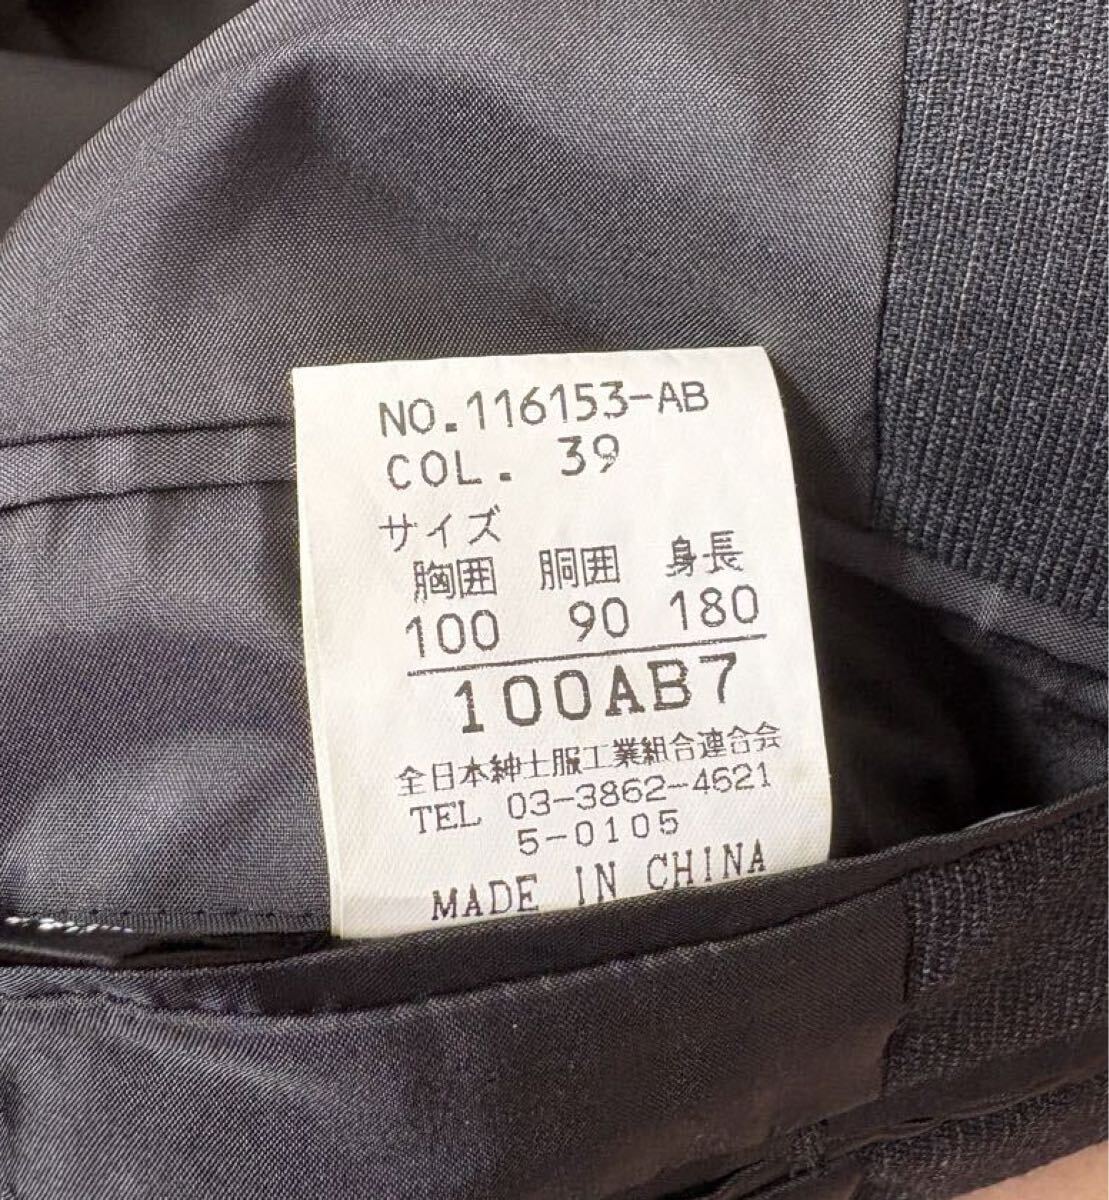 NO.116153-AB
COL. 39
サイズ
胸囲 胴囲 身長
100 90 180
100AB7
全日本紳士服工業組合連合会
TEL 03-3862-4621
5-0105
MADE IN CHINA